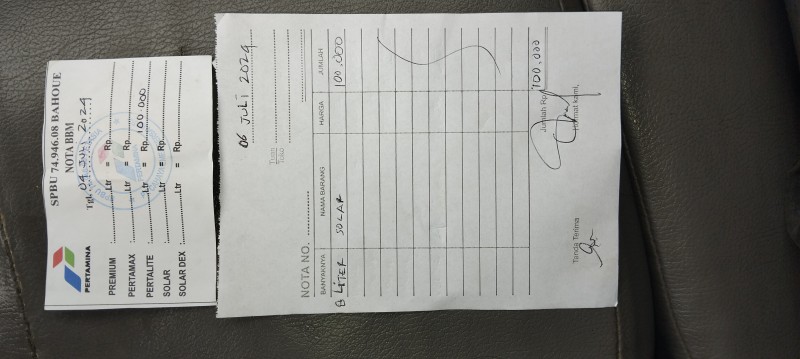 SPBU 74.946.08 BAHOUE
NOTA BBM
PERTAMINA
Tgl. 04 JULI 2024
PREMIUM :..........Ltr = Rp..........
PERTAMAX :..........Ltr = Rp..........
PERTALITE :..........Ltr = Rp. 100.000
SOLAR :..........Ltr = Rp..........
SOLAR DEX :..........Ltr = Rp..........
06 JULI 2024
Tuan
Toko
NOTA NO. ............
BANYAKNYA NAMA BARANG HARGA JUMLAH
8 LITER SOLAR 100.000
Jumlah Rp. 100.000
Tanda Terima Hormat kami,